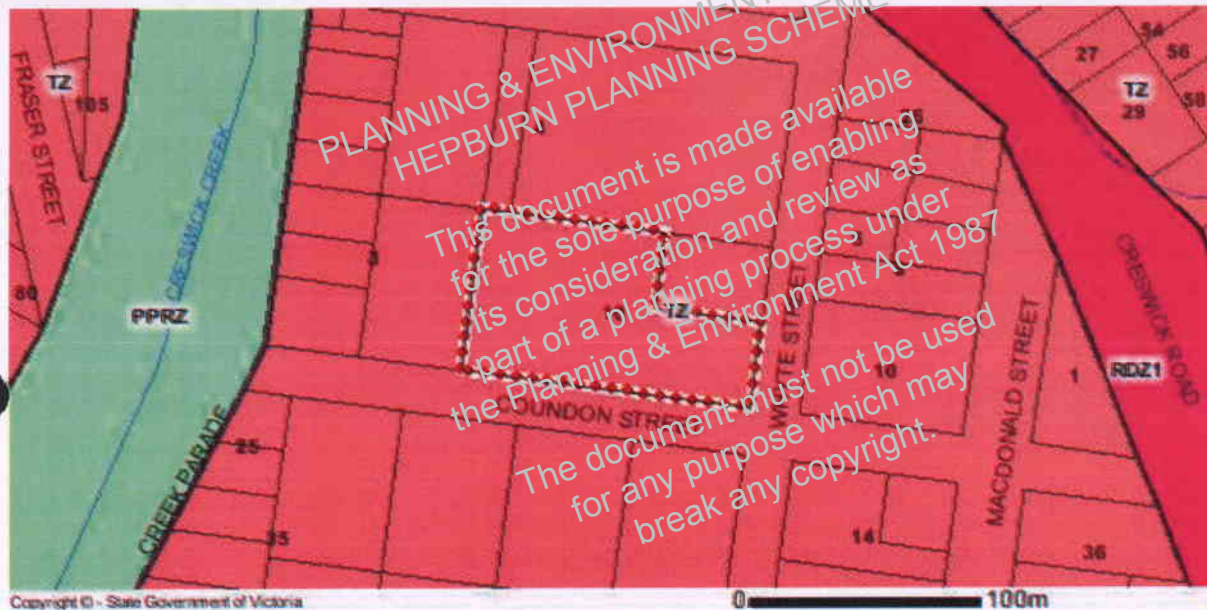 PLANNING & ENVIRONMENT
HEPBURN PLANNING SCHEME
This document is made available
for the sole purpose of enabling
its consideration and review as
part of a planning process under
the Planning & Environment Act 1987
The document must not be used
for any purpose which may
break any copyright.
FRASER STREET
TZ
105
80
CRESWICK CREEK
PPRZ
CREEK PARADE
25
35
3
TZ
COUNDON STREET
WHITE STREET
10
14
MACDONALD STREET
1
36
RDZ1
CRESWICK ROAD
27
54
56
TZ
29
58
Copyright © - State Government of Victoria
0
100m